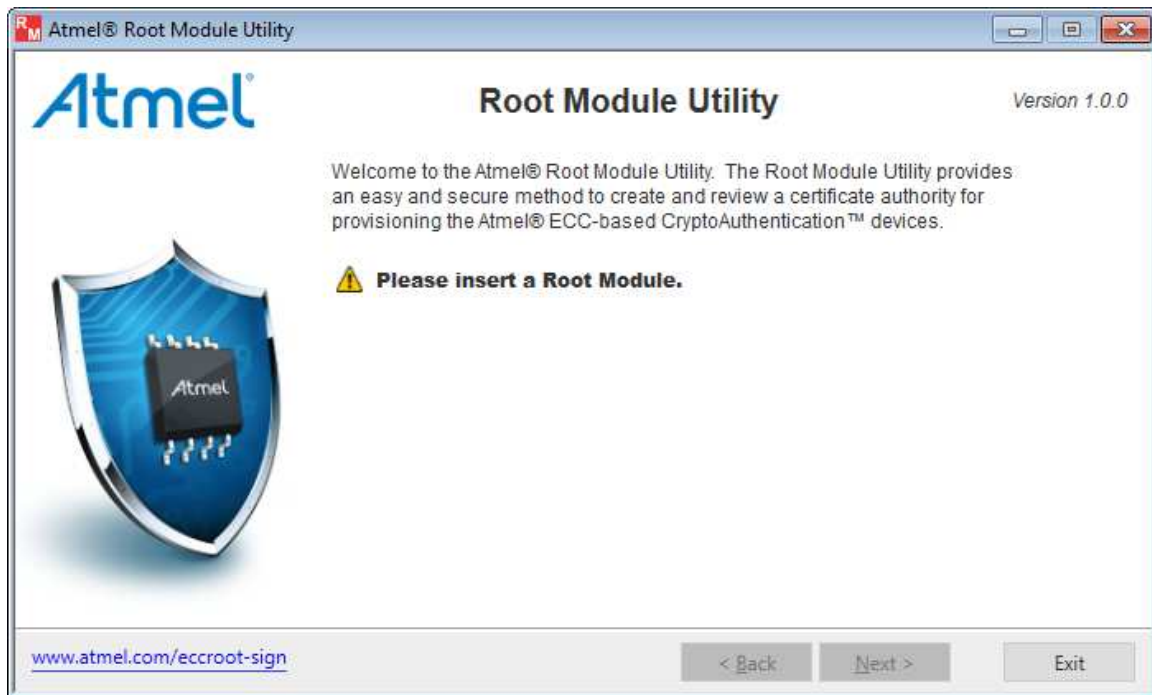 RM Atmel® Root Module Utility
Atmel®
Root Module Utility
Version 1.0.0
Welcome to the Atmel® Root Module Utility. The Root Module Utility provides
an easy and secure method to create and review a certificate authority for
provisioning the Atmel® ECC-based CryptoAuthentication™ devices.
Please insert a Root Module.
Atmel
www.atmel.com/eccroot-sign
< Back
Next >
Exit